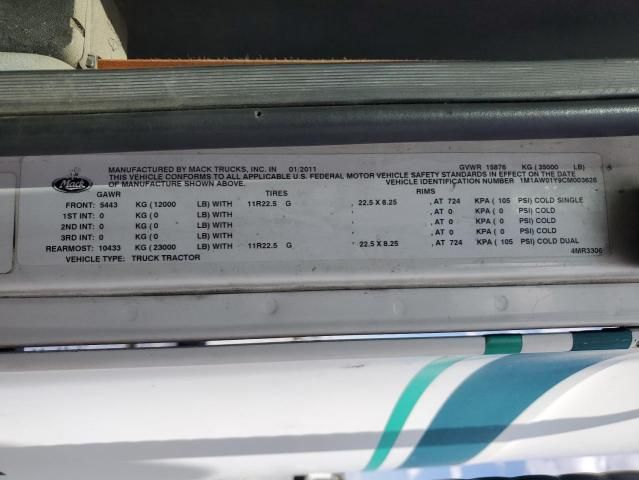 MANUFACTURED BY MACK TRUCKS, INC. IN 01/2011 GVWR 15876 KG ( 35000 LB)
THIS VEHICLE CONFORMS TO ALL APPLICABLE U.S. FEDERAL MOTOR VEHICLE SAFETY STANDARDS IN EFFECT ON THE DATE
OF MANUFACTURE SHOWN ABOVE. VEHICLE IDENTIFICATION NUMBER 1M1AW01Y9CM003628
Mack
GAWR TIRES RIMS
FRONT: 5443 KG ( 12000 LB) WITH 11R22.5 G , 22.5 X 8.25 , AT 724 KPA ( 105 PSI) COLD SINGLE
1ST INT: 0 KG ( 0 LB) WITH , AT 0 KPA ( 0 PSI) COLD
2ND INT: 0 KG ( 0 LB) WITH , AT 0 KPA ( 0 PSI) COLD
3RD INT: 0 KG ( 0 LB) WITH , AT 0 KPA ( 0 PSI) COLD
REARMOST: 10433 KG ( 23000 LB) WITH 11R22.5 G , 22.5 X 8.25 , AT 724 KPA ( 105 PSI) COLD DUAL
VEHICLE TYPE: TRUCK TRACTOR 4MR3306